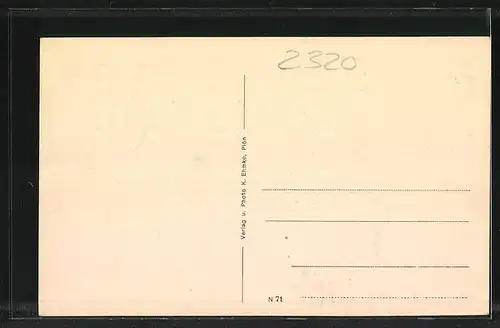 2320
Verlag u. Photo K. Ehmke, Plön
N 71